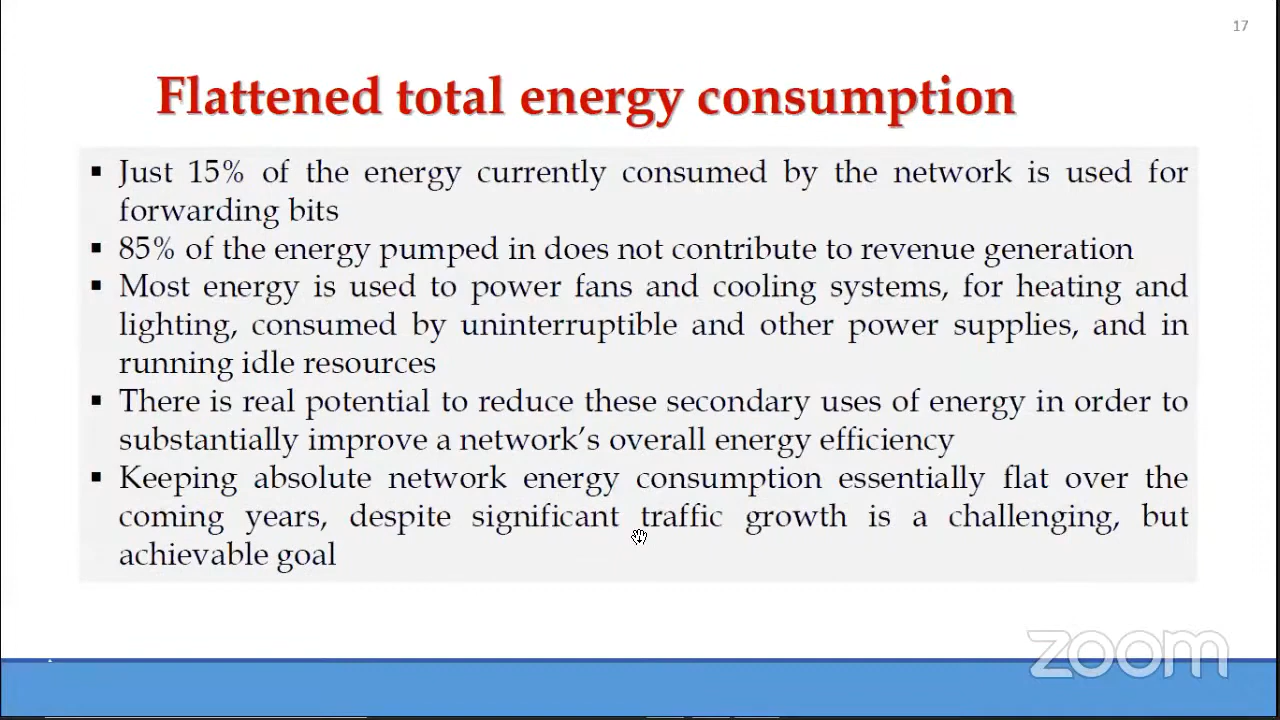 17
Flattened total energy consumption
▪ Just 15% of the energy currently consumed by the network is used for
forwarding bits
▪ 85% of the energy pumped in does not contribute to revenue generation
▪ Most energy is used to power fans and cooling systems, for heating and
lighting, consumed by uninterruptible and other power supplies, and in
running idle resources
▪ There is real potential to reduce these secondary uses of energy in order to
substantially improve a network’s overall energy efficiency
▪ Keeping absolute network energy consumption essentially flat over the
coming years, despite significant traffic growth is a challenging, but
achievable goal
zoom